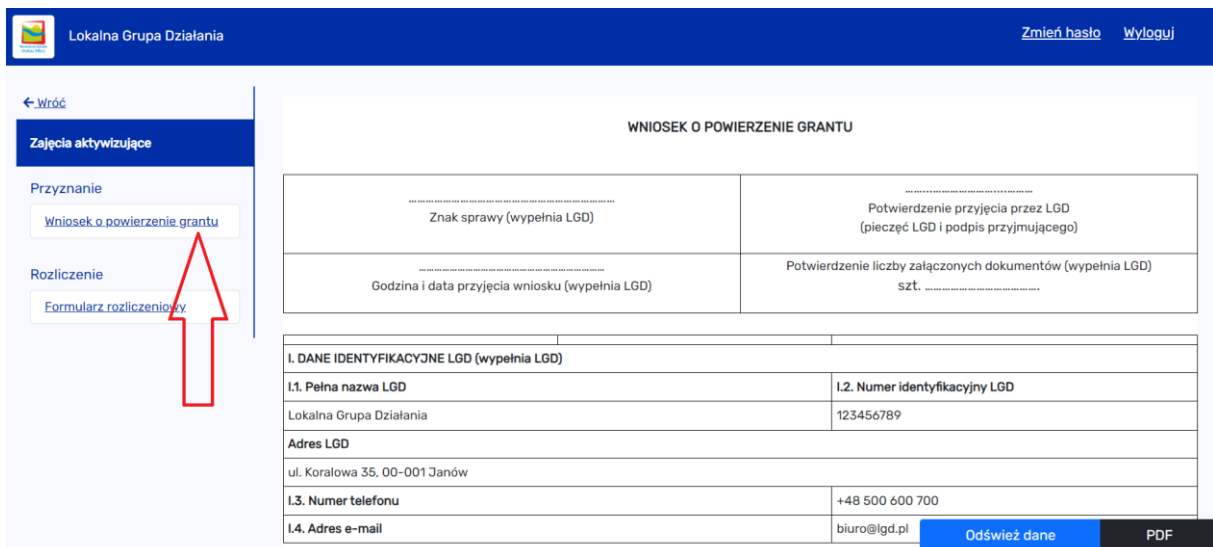 Lokalna Grupa Działania
Zmień hasło
Wyloguj
Wróć
Zajęcia aktywizujące
Przyznanie
Wniosek o powierzenie grantu
Rozliczenie
Formularz rozliczeniowy
WNIOSEK O POWIERZENIE GRANTU
Znak sprawy (wypełnia LGD)
Potwierdzenie przyjęcia przez LGD
(pieczęć LGD i podpis przyjmującego)
Godzina i data przyjęcia wniosku (wypełnia LGD)
Potwierdzenie liczby załączonych dokumentów (wypełnia LGD)
szt. ……………………………….
I. DANE IDENTYFIKACYJNE LGD (wypełnia LGD)
I.1. Pełna nazwa LGD
I.2. Numer identyfikacyjny LGD
Lokalna Grupa Działania
123456789
Adres LGD
ul. Koralowa 35, 00-001 Janów
I.3. Numer telefonu
+48 500 600 700
I.4. Adres e-mail
biuro@lgd.pl
Odśwież dane
PDF